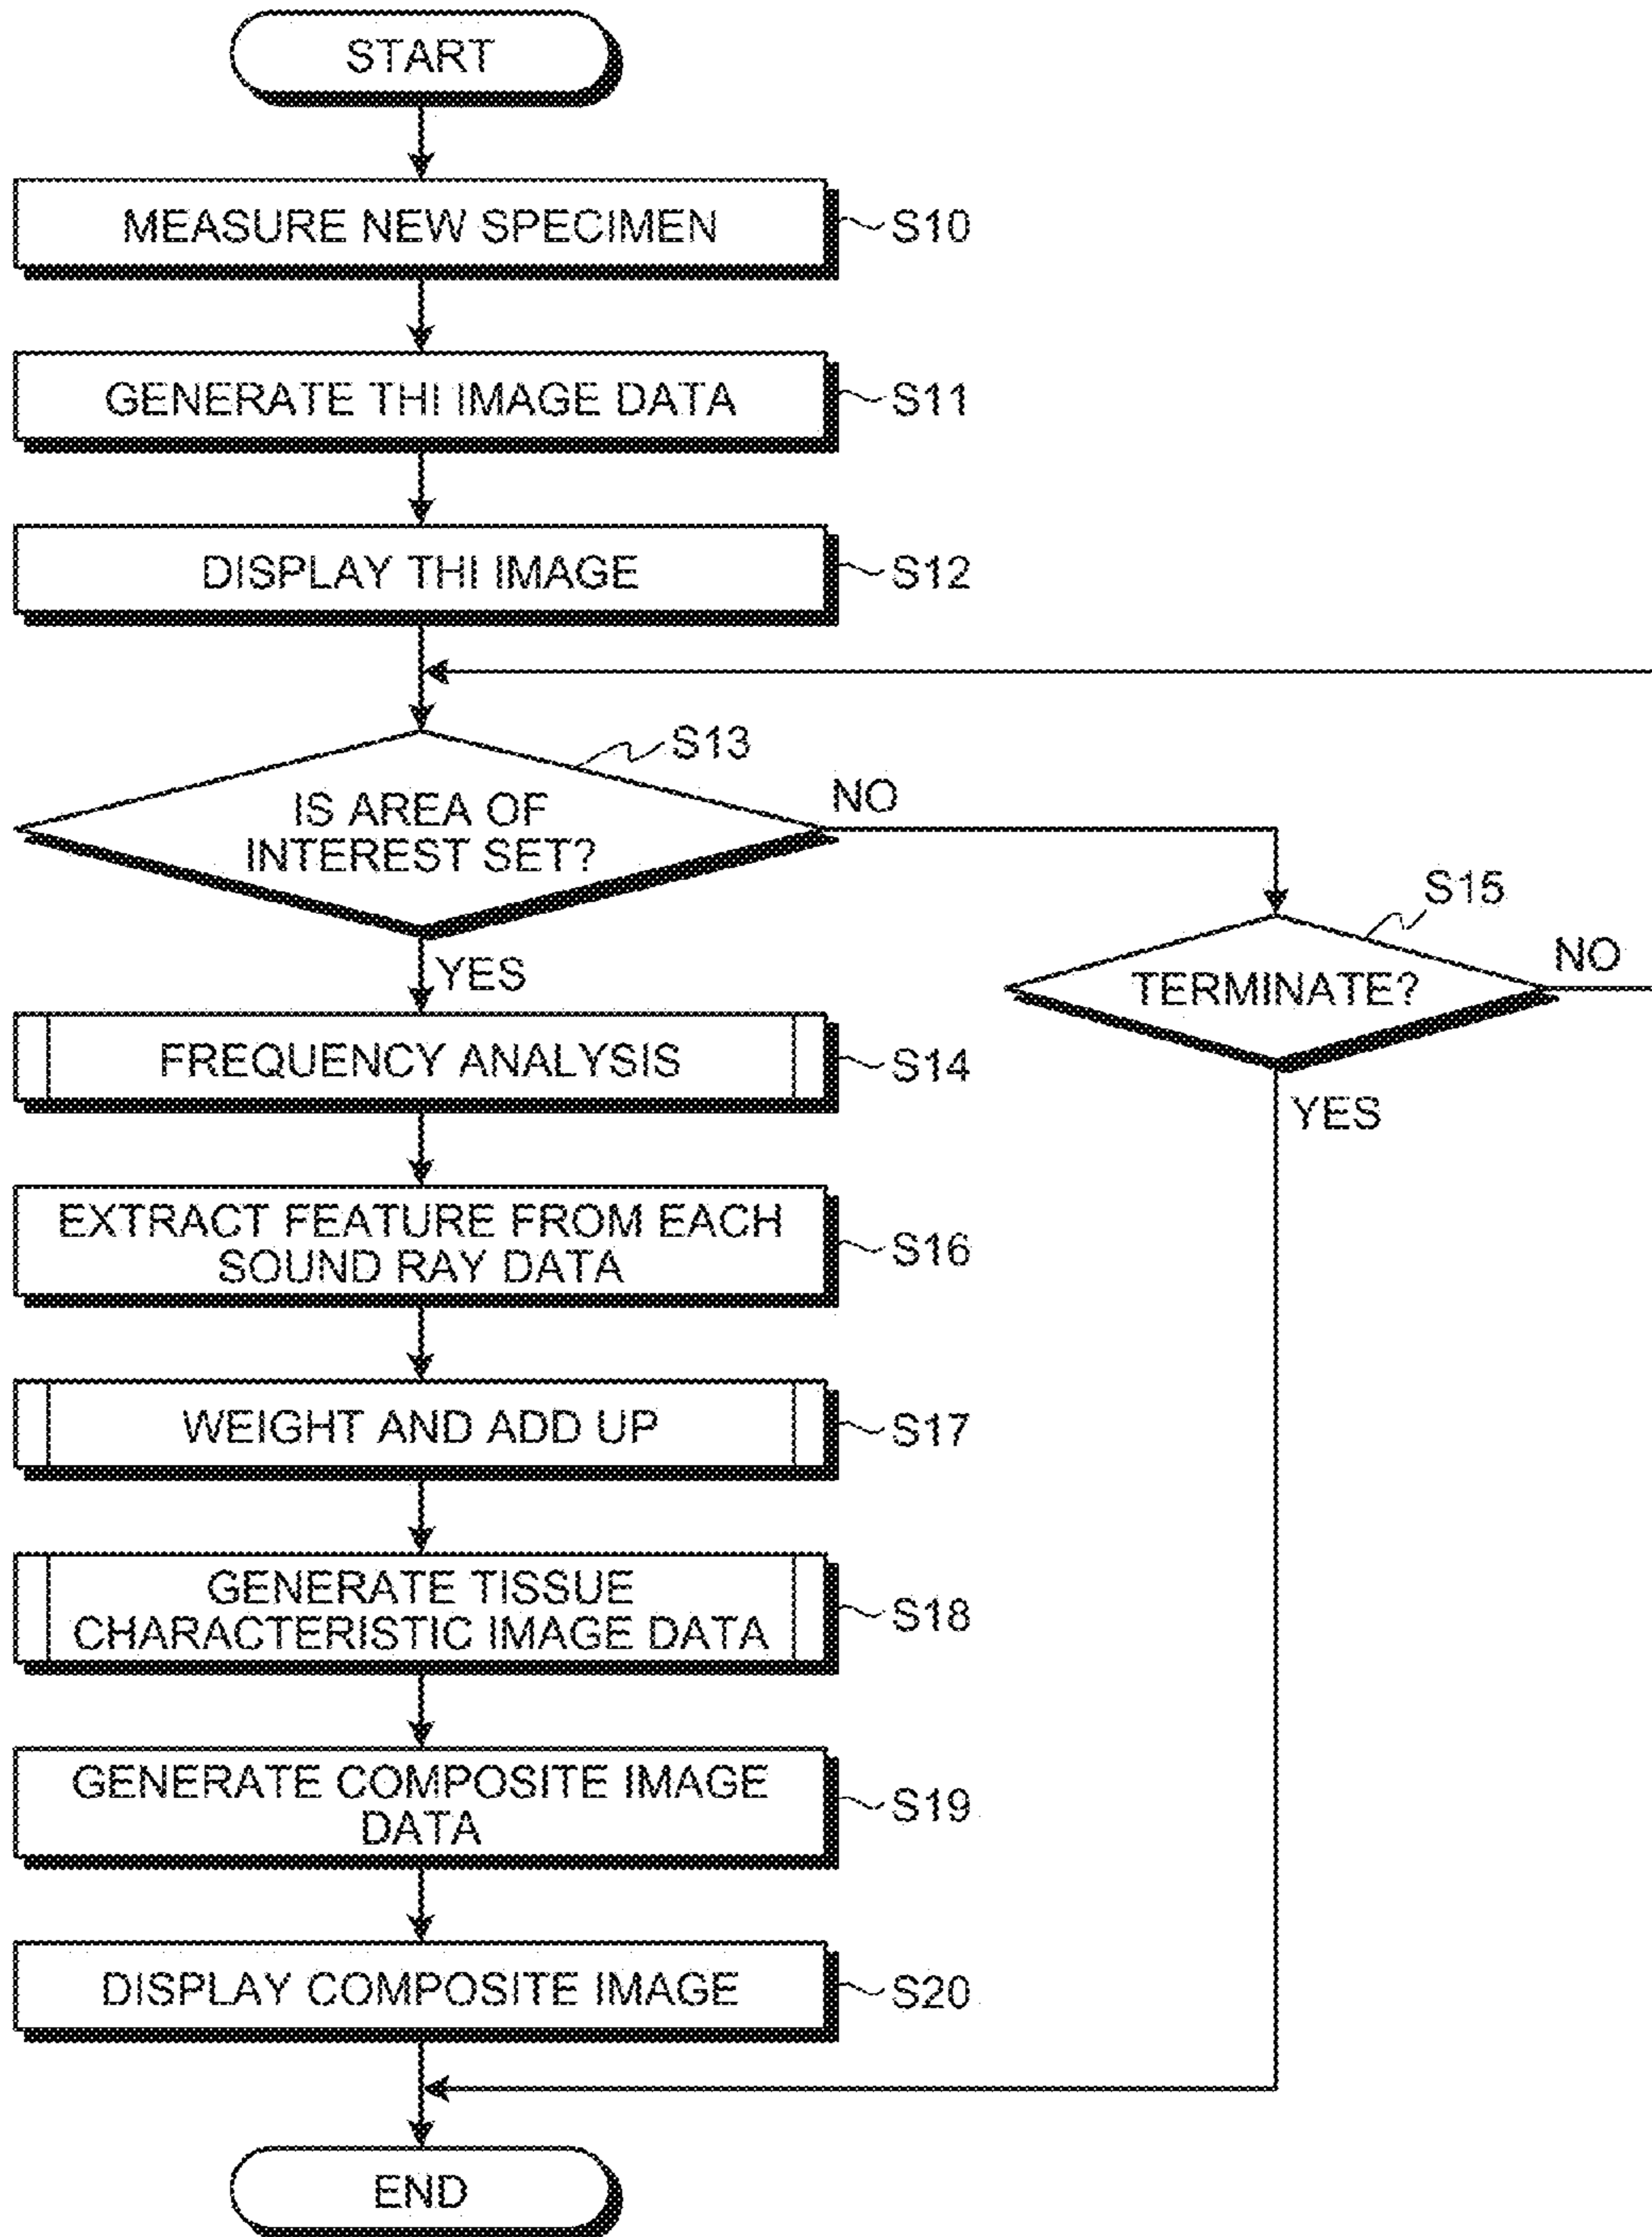 START
MEASURE NEW SPECIMEN
S10
GENERATE THI IMAGE DATA
S11
DISPLAY THI IMAGE
S12
S13
IS AREA OF
INTEREST SET?
NO
S15
TERMINATE?
NO
YES
YES
FREQUENCY ANALYSIS
S14
EXTRACT FEATURE FROM EACH
SOUND RAY DATA
S16
WEIGHT AND ADD UP
S17
GENERATE TISSUE
CHARACTERISTIC IMAGE DATA
S18
GENERATE COMPOSITE IMAGE
DATA
S19
DISPLAY COMPOSITE IMAGE
S20
END